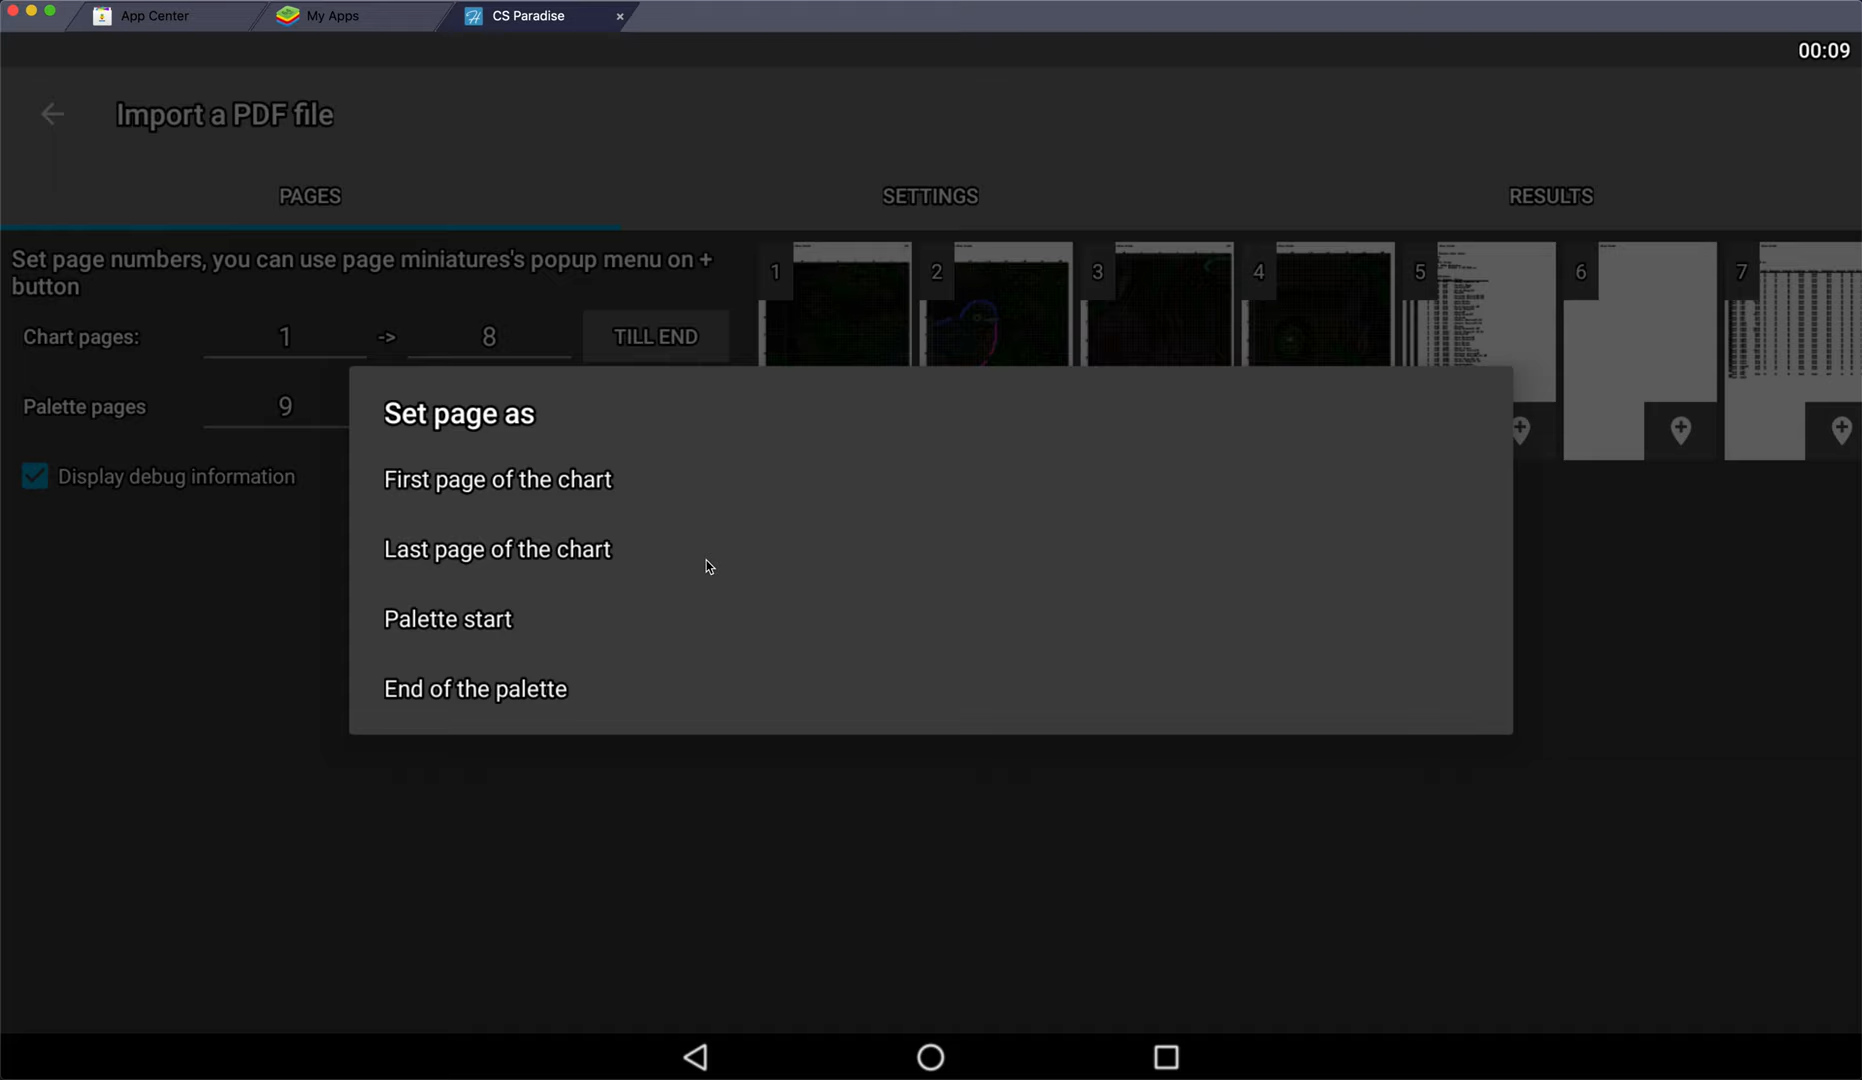 App Center
My Apps
CS Paradise
00:09
Import a PDF file
PAGES
SETTINGS
RESULTS
Set page numbers, you can use page miniatures's popup menu on +
button
1
2
3
4
5
6
7
Chart pages:
1
->
8
TILL END
Palette pages
9
Display debug information
Set page as
First page of the chart
Last page of the chart
Palette start
End of the palette